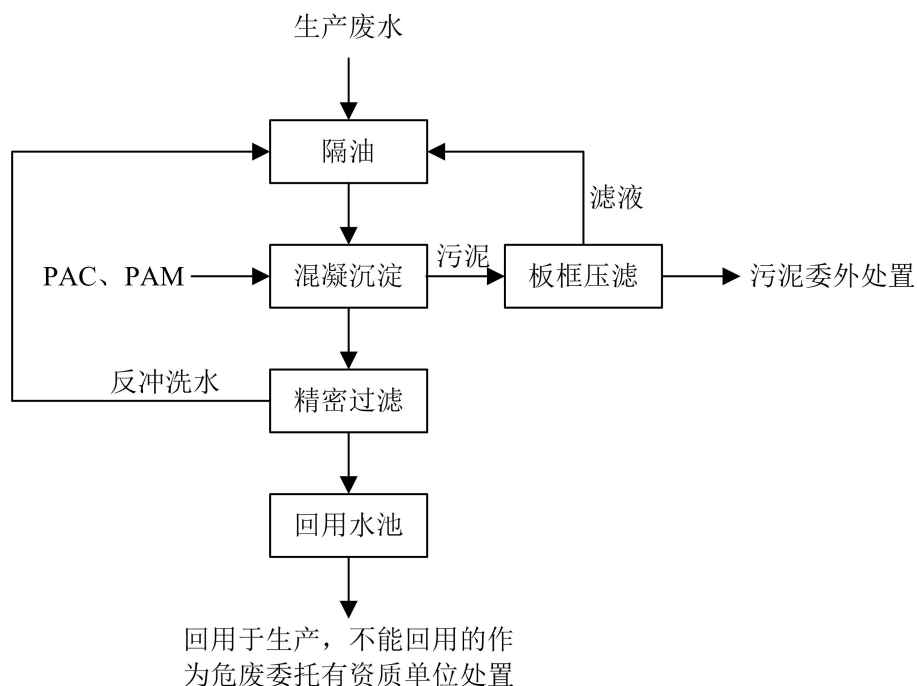 生产废水
隔油
滤液
PAC、PAM
混凝沉淀
污泥
板框压滤
污泥委外处置
反冲洗水
精密过滤
回用水池
回用于生产，不能回用的作
为危废委托有资质单位处置